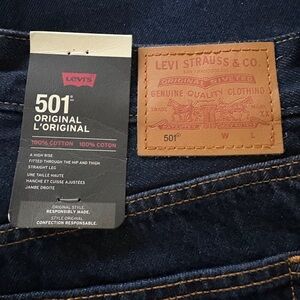 Levi's
501®
ORIGINAL
L'ORIGINAL
100% COTTON 100% COTON
A HIGH RISE
FITTED THROUGH THE HIP AND THIGH
STRAIGHT LEG
UNE TAILLE HAUTE
HANCHE ET CUISSE AJUSTÉES
JAMBE DROITE
ORIGINAL STYLE
RESPONSIBLY MADE.
STYLE ORIGINAL
CONFECTION RESPONSABLE.
LEVI STRAUSS & CO.
ORIGINAL RIVETED
GENUINE QUALITY CLOTHING
501® W L